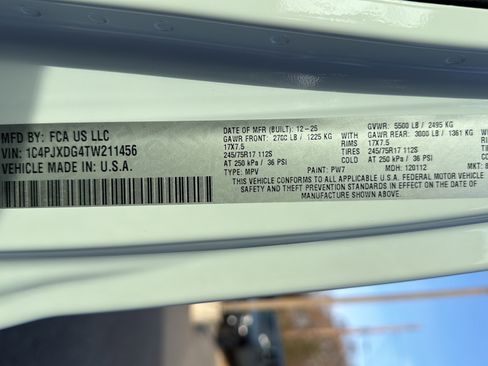 MFD BY: FCA US LLC
VIN: 1C4PJXDG4TW211456
VEHICLE MADE IN: U.S.A.
DATE OF MFR (BUILT): 12-25 GVWR: 5500 LB / 2495 KG
GAWR FRONT: 2700 LB / 1225 KG WITH GAWR REAR: 3000 LB / 1361 KG WITH
17X7.5 RIMS 17X7.5 RIMS
245/75R17 112S TIRES 245/75R17 112S TIRES
AT 250 kPa / 36 PSI AT 250 kPa / 36 PSI
TYPE: MPV PAINT: PW7 MDH: 120112 MKT:
THIS VEHICLE CONFORMS TO ALL APPLICABLE U.S.A. FEDERAL MOTOR VEHICLE
SAFETY AND THEFT PREVENTION STANDARDS IN EFFECT ON THE DATE OF
MANUFACTURE SHOWN ABOVE.